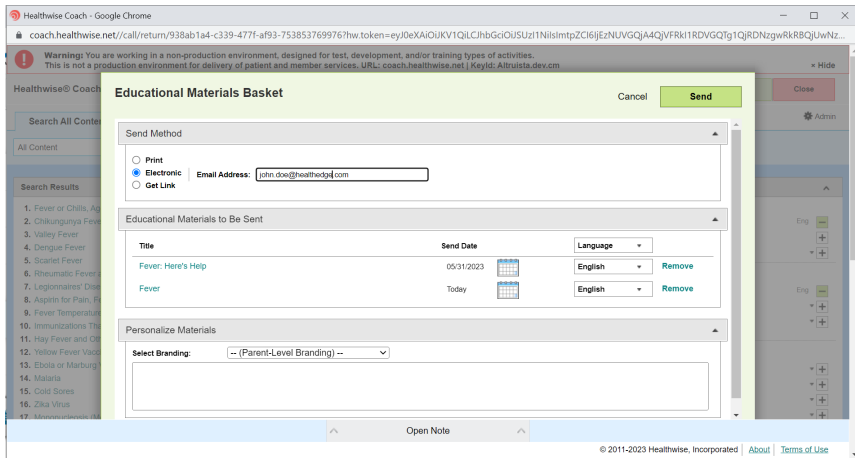 Healthwise Coach - Google Chrome
coach.healthwise.net//call/return/938ab1a4-c339-477f-af93-753853769976?hw.token=
Warning: You are working in a non-production environment, designed for test, development, and/or training types of activities.
This is not a production environment for delivery of patient and member services. URL: coach.healthwise.net | KeyId: Altruista.dev.cm
× Hide
Healthwise® Coach
Close
Educational Materials Basket
Cancel
Send
Search All Conte
Admin
All Content
Send Method
Print
Electronic
Email Address: john.doe@healthedge.com
Get Link
Search Results
1. Fever or Chills, Ag
2. Chikungunya Feve
3. Valley Fever
4. Dengue Fever
5. Scarlet Fever
6. Rheumatic Fever
7. Legionnaires' Dise
8. Aspirin for Pain, Fe
9. Fever Temperature
10. Immunizations Tha
11. Hay Fever and Oth
12. Yellow Fever Vacc
13. Ebola or Marburg
14. Malaria
15. Cold Sores
16. Zika Virus
17. Mononucleosis (M
Eng
Eng
Educational Materials to Be Sent
Title Send Date Language
Fever: Here's Help 05/31/2023 English Remove
Fever Today English Remove
Personalize Materials
Select Branding: -- (Parent-Level Branding) --
Open Note
© 2011-2023 Healthwise, Incorporated About Terms of Use